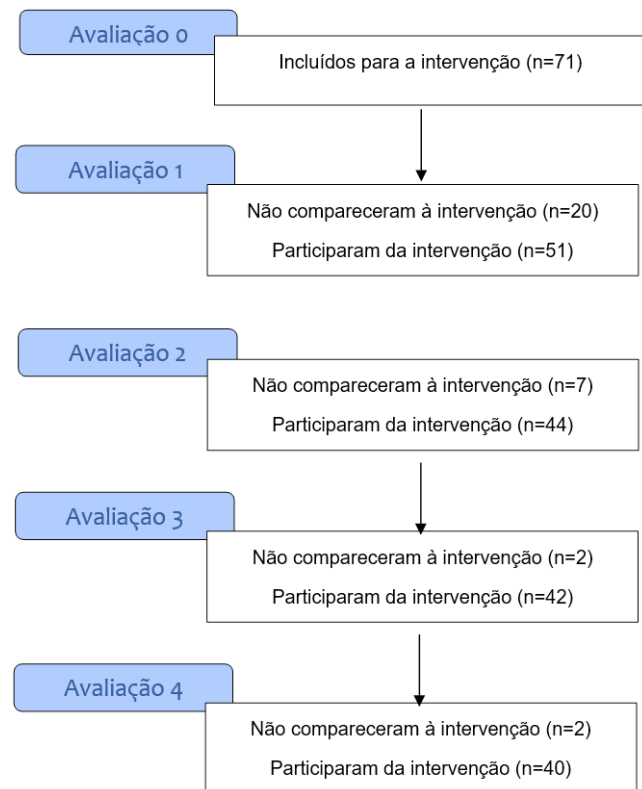 Avaliação 0
Incluídos para a intervenção (n=71)
Avaliação 1
Não compareceram à intervenção (n=20)
Participaram da intervenção (n=51)
Avaliação 2
Não compareceram à intervenção (n=7)
Participaram da intervenção (n=44)
Avaliação 3
Não compareceram à intervenção (n=2)
Participaram da intervenção (n=42)
Avaliação 4
Não compareceram à intervenção (n=2)
Participaram da intervenção (n=40)